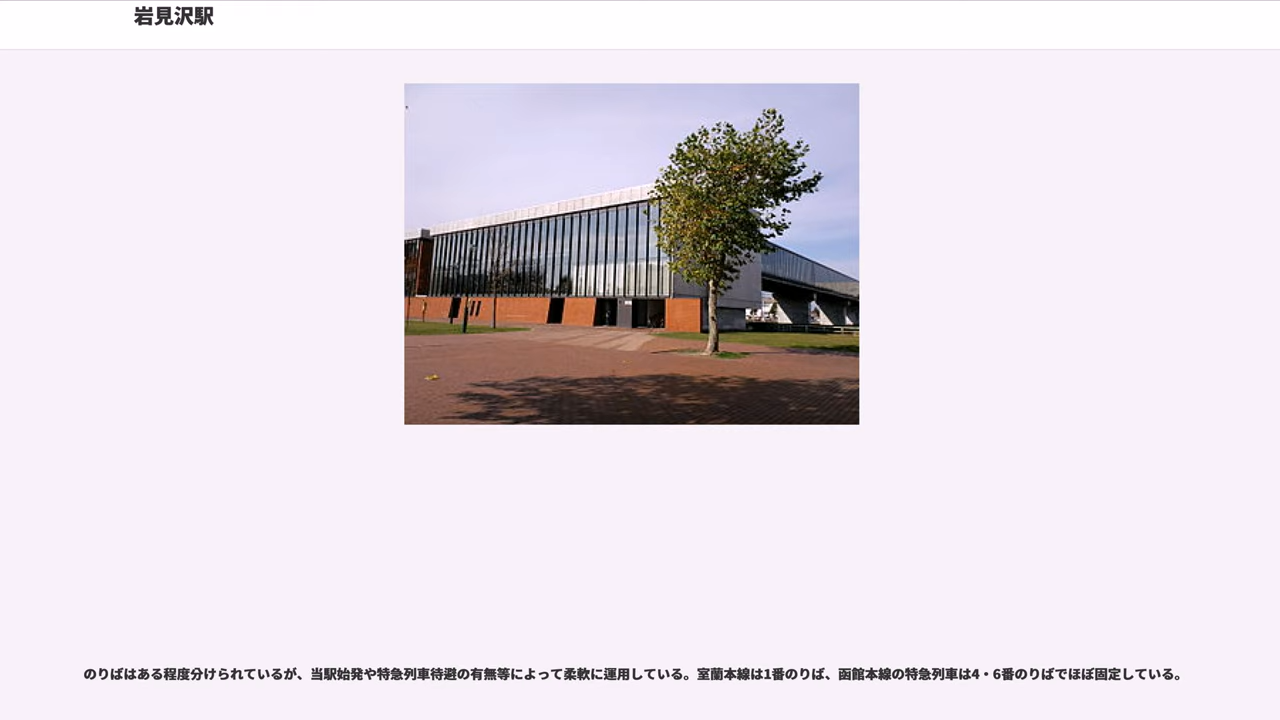 岩見沢駅
のりばはある程度分けられているが、当駅始発や特急列車待避の有無等によって柔軟に運用している。室蘭本線は1番のりば、函館本線の特急列車は4・6番のりばでほぼ固定している。